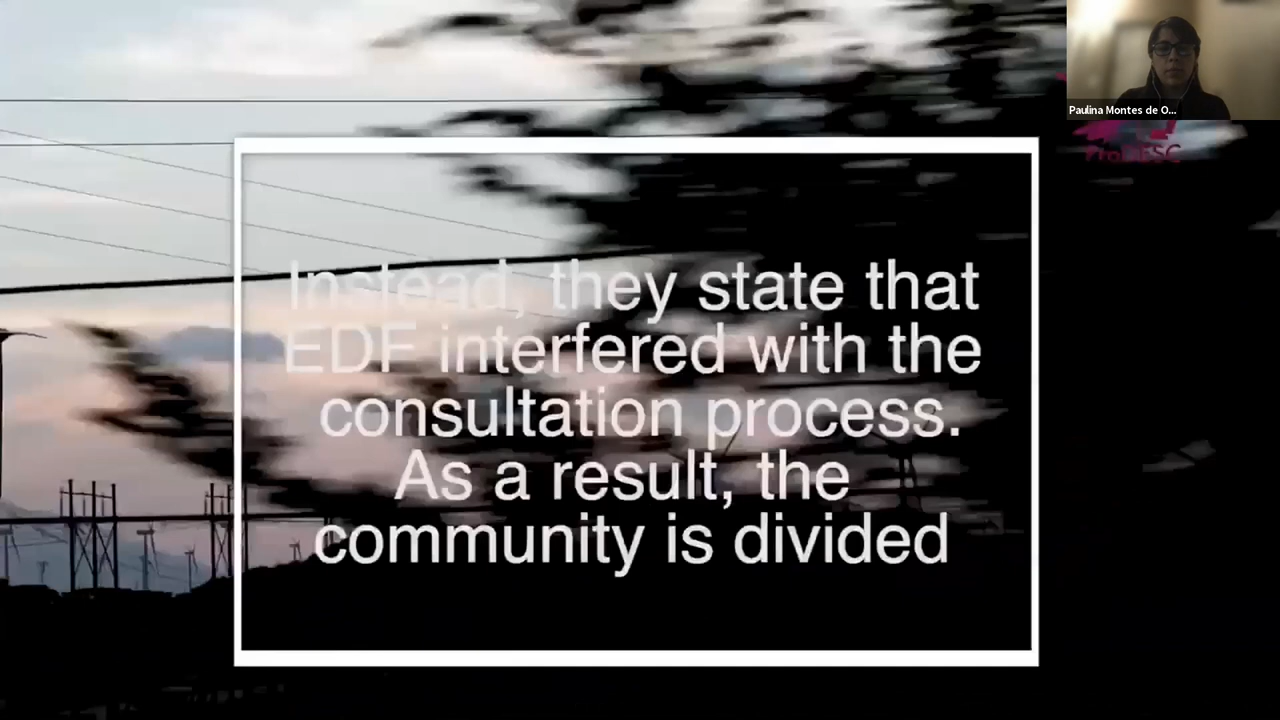 Paulina Montes de O...
ProDESC
Instead, they state that
EDF interfered with the
consultation process.
As a result, the
community is divided